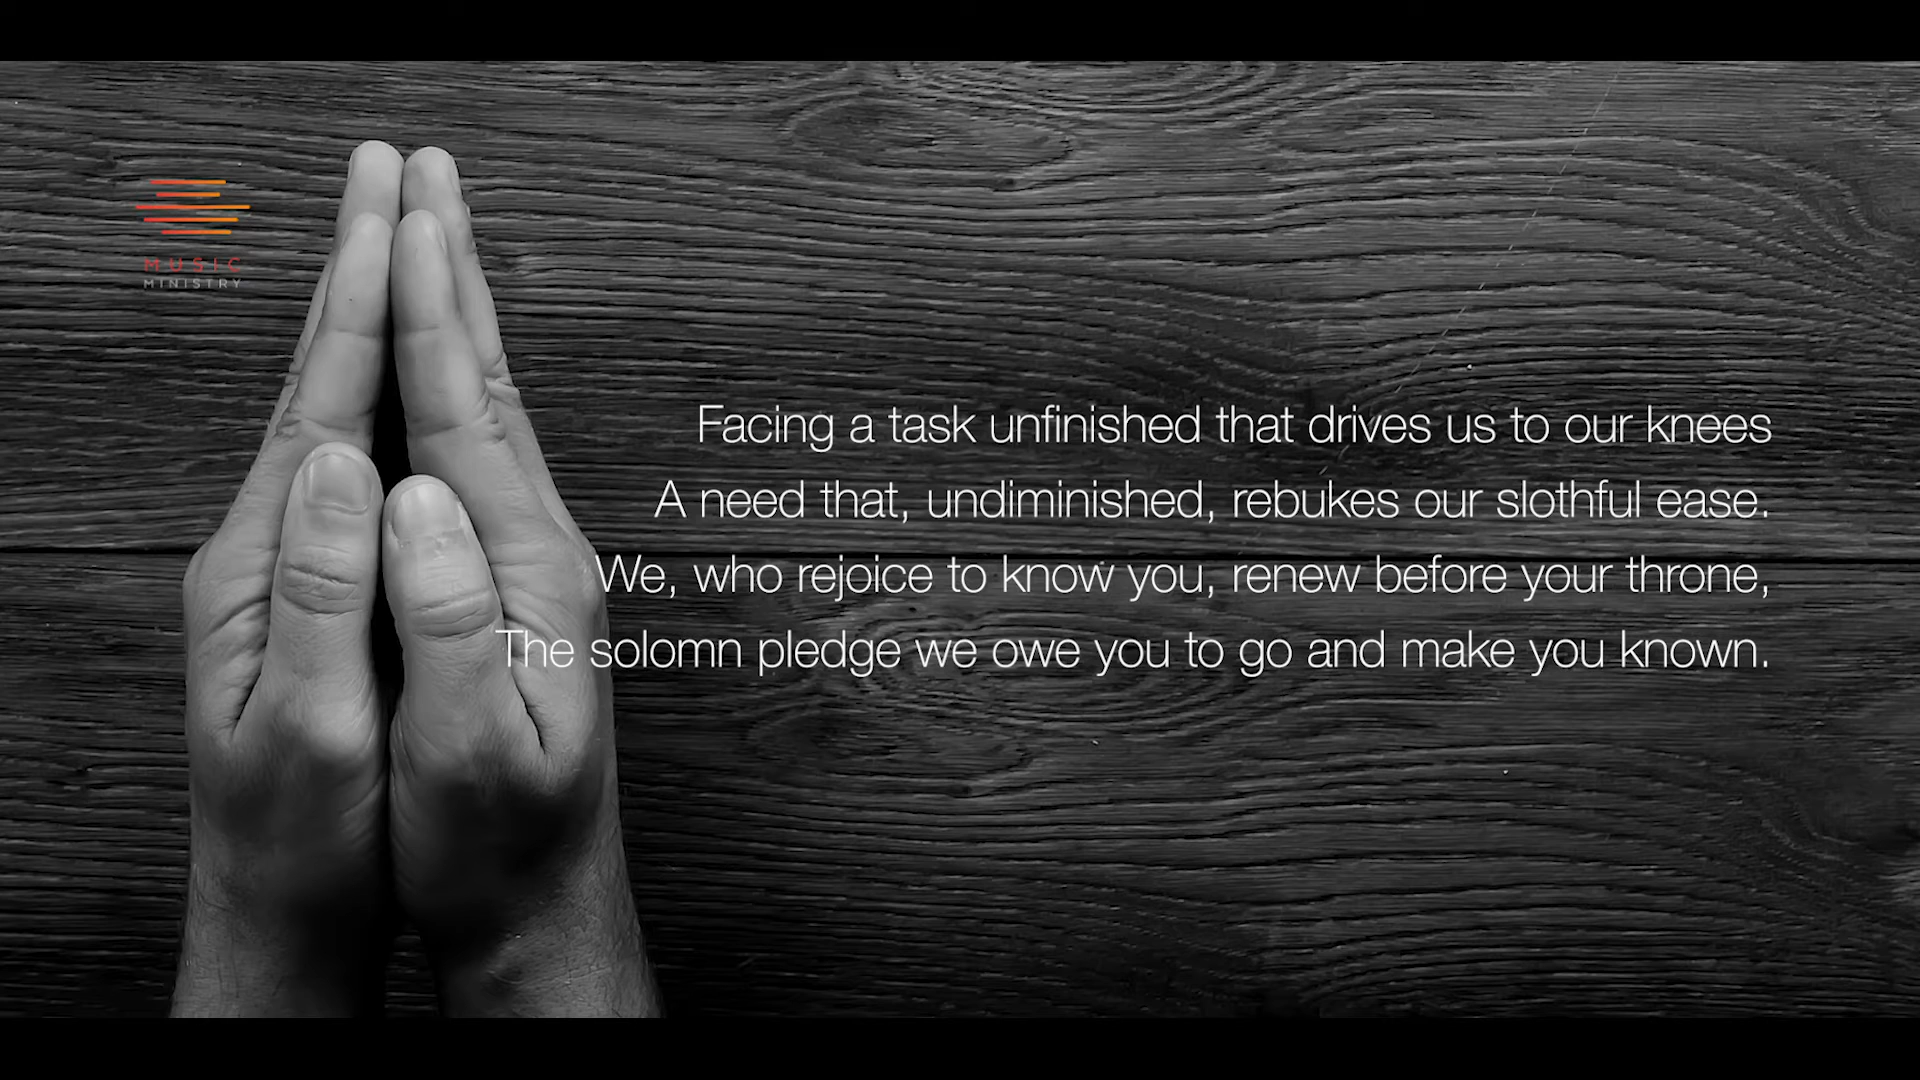 MUSIC
MINISTRY
Facing a task unfinished that drives us to our knees
A need that, undiminished, rebukes our slothful ease.
We, who rejoice to know you, renew before your throne,
The solomn pledge we owe you to go and make you known.